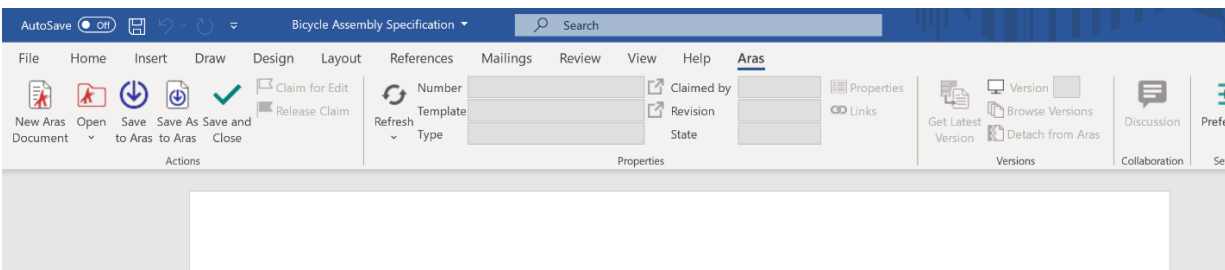 AutoSave Off Bicycle Assembly Specification Search
File Home Insert Draw Design Layout References Mailings Review View Help Aras
New Aras Document
Open
Save to Aras
Save As to Aras
Save and Close
Claim for Edit
Release Claim
Actions
Refresh
Number
Template
Type
Claimed by
Revision
State
Properties
Links
Properties
Get Latest Version
Version
Browse Versions
Detach from Aras
Versions
Discussion
Collaboration